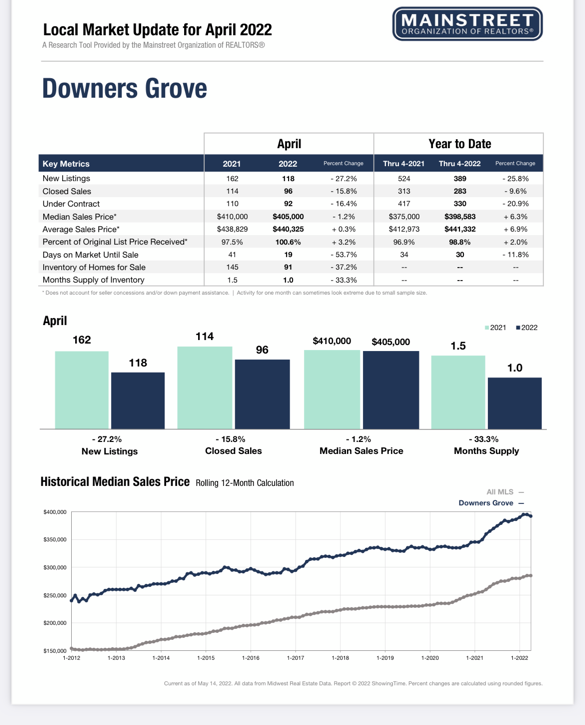 Local Market Update for April 2022
A Research Tool Provided by the Mainstreet Organization of REALTORS®
MAINSTREET
ORGANIZATION OF REALTORS®
Downers Grove
April Year to Date
Key Metrics 2021 2022 Percent Change Thru 4-2021 Thru 4-2022 Percent Change
New Listings 162 118 - 27.2% 524 389 - 25.8%
Closed Sales 114 96 - 15.8% 313 283 - 9.6%
Under Contract 110 92 - 16.4% 417 330 - 20.9%
Median Sales Price* $410,000 $405,000 - 1.2% $375,000 $398,583 + 6.3%
Average Sales Price* $438,829 $440,325 + 0.3% $412,973 $441,332 + 6.9%
Percent of Original List Price Received* 97.5% 100.6% + 3.2% 96.9% 98.8% + 2.0%
Days on Market Until Sale 41 19 - 53.7% 34 30 - 11.8%
Inventory of Homes for Sale 145 91 - 37.2% -- -- --
Months Supply of Inventory 1.5 1.0 - 33.3% -- -- --
* Does not account for seller concessions and/or down payment assistance. | Activity for one month can sometimes look extreme due to small sample size.
April
2021 2022
162 118 114 96 $410,000 $405,000 1.5 1.0
- 27.2% - 15.8% - 1.2% - 33.3%
New Listings Closed Sales Median Sales Price Months Supply
Historical Median Sales Price Rolling 12-Month Calculation
All MLS —
Downers Grove —
$400,000
$350,000
$300,000
$250,000
$200,000
$150,000
1-2012 1-2013 1-2014 1-2015 1-2016 1-2017 1-2018 1-2019 1-2020 1-2021 1-2022
Current as of May 14, 2022. All data from Midwest Real Estate Data. Report © 2022 ShowingTime. Percent changes are calculated using rounded figures.